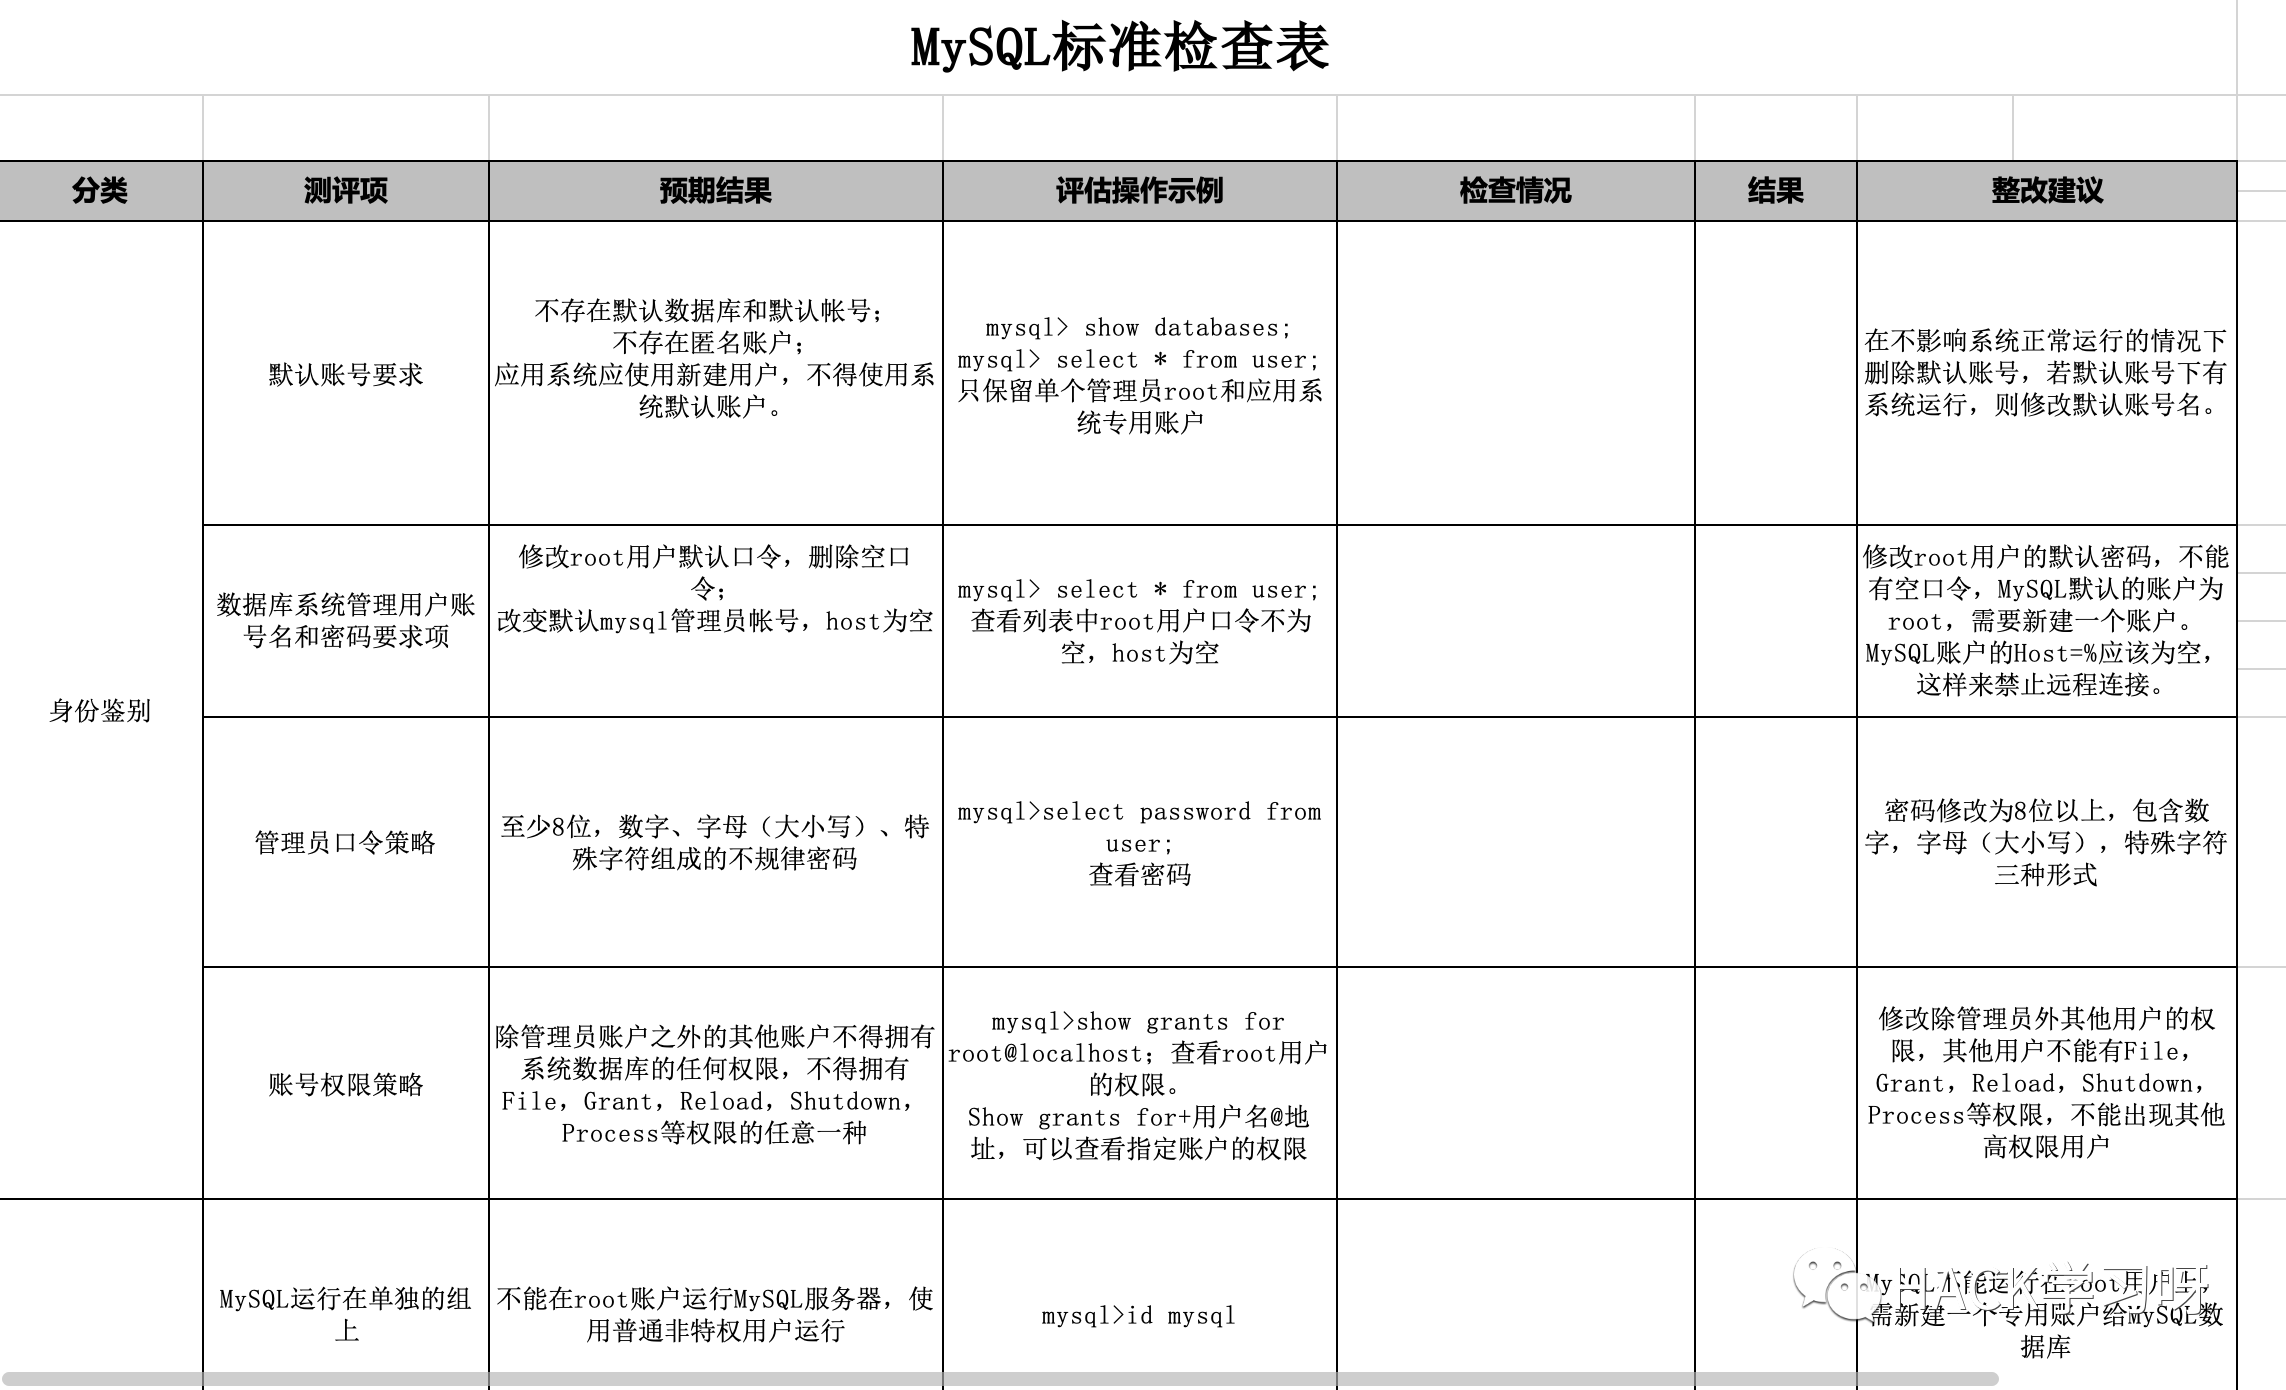 MySQL标准检查表
分类
测评项
预期结果
评估操作示例
检查情况
结果
整改建议
身份鉴别
默认账号要求
不存在默认数据库和默认帐号；
不存在匿名账户；
应用系统应使用新建用户，不得使用系
统默认账户。
mysql> show databases;
mysql> select * from user;
只保留单个管理员root和应用系
统专用账户
在不影响系统正常运行的情况下
删除默认账号，若默认账号下有
系统运行，则修改默认账号名。
数据库系统管理用户账
号名和密码要求项
修改root用户默认口令，删除空口
令；
改变默认mysql管理员帐号，host为空
mysql> select * from user;
查看列表中root用户口令不为
空，host为空
修改root用户的默认密码，不能
有空口令，MySQL默认的账户为
root，需要新建一个账户。
MySQL账户的Host=%应该为空，
这样来禁止远程连接。
管理员口令策略
至少8位，数字、字母（大小写）、特
殊字符组成的不规律密码
mysql>select password from
user;
查看密码
密码修改为8位以上，包含数
字，字母（大小写），特殊字符
三种形式
账号权限策略
除管理员账户之外的其他账户不得拥有
系统数据库的任何权限，不得拥有
File，Grant，Reload，Shutdown，
Process等权限的任意一种
mysql>show grants for
root@localhost；查看root用户
的权限。
Show grants for+用户名@地
址，可以查看指定账户的权限
修改除管理员外其他用户的权
限，其他用户不能有File，
Grant，Reload，Shutdown，
Process等权限，不能出现其他
高权限用户
MySQL运行在单独的组
上
不能在root账户运行MySQL服务器，使
用普通非特权用户运行
mysql>id mysql
MySQL不能运行在root用户上，
需新建一个专用账户给MySQL数
据库
HACK学习呀